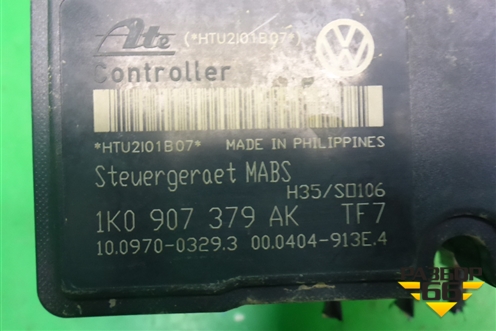 Ate (*HTU2I01B07*)
Controller
*HTU2I01B07* MADE IN PHILIPPINES
Steuergeraet MABS
H35/S0106
1K0 907 379 AK TF7
10.0970-0329.3 00.0404-913E.4
66